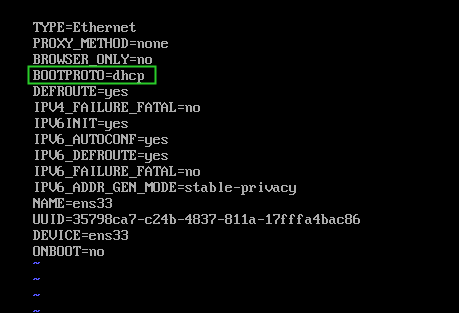 TYPE=Ethernet
PROXY_METHOD=none
BROWSER_ONLY=no
BOOTPROTO=dhcp
DEFROUTE=yes
IPV4_FAILURE_FATAL=no
IPV6INIT=yes
IPV6_AUTOCONF=yes
IPV6_DEFROUTE=yes
IPV6_FAILURE_FATAL=no
IPV6_ADDR_GEN_MODE=stable-privacy
NAME=ens33
UUID=35798ca7-c24b-4837-811a-17fffa4bac86
DEVICE=ens33
ONBOOT=no
~
~
~
~